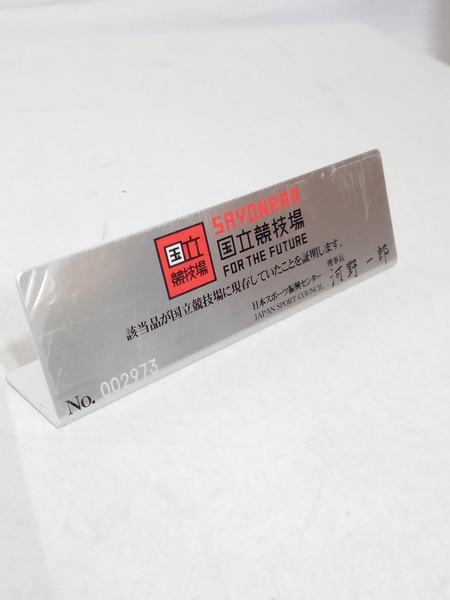 国立
競技場
SAYONARA
国立競技場
FOR THE FUTURE
該当品が国立競技場に現存していたことを証明します。
日本スポーツ振興センター
JAPAN SPORT COUNCIL
理事長
河野一郎
No. 002973